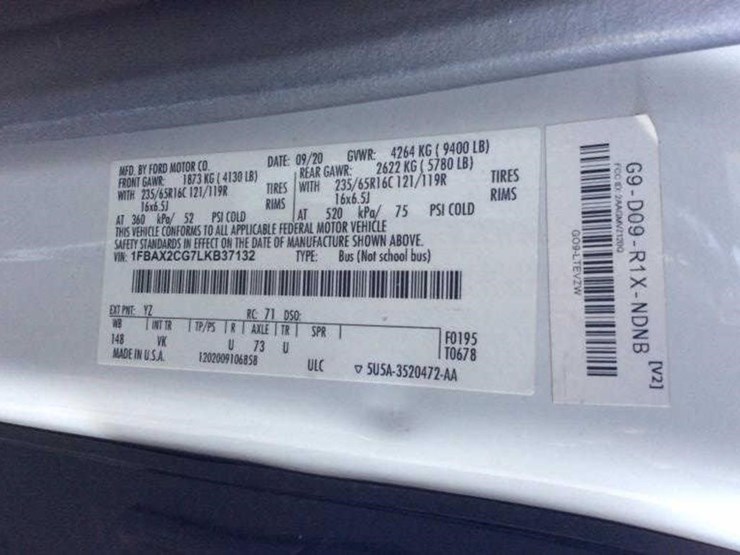 MFD. BY FORD MOTOR CO. DATE: 09/20 GVWR: 4264 KG ( 9400 LB)
FRONT GAWR: 1873 KG ( 4130 LB) REAR GAWR: 2622 KG ( 5780 LB)
WITH 235/65R16C 121/119R TIRES WITH 235/65R16C 121/119R TIRES
16x6.5J RIMS 16x6.5J RIMS
AT 360 kPa/ 52 PSI COLD AT 520 kPa/ 75 PSI COLD
THIS VEHICLE CONFORMS TO ALL APPLICABLE FEDERAL MOTOR VEHICLE
SAFETY STANDARDS IN EFFECT ON THE DATE OF MANUFACTURE SHOWN ABOVE.
VIN: 1FBAX2CG7LKB37132 TYPE: Bus (Not school bus)
EXT PNT: YZ RC: 71 DSO:
WB INT TR TP/PS R AXLE TR SPR F0195
148 VK U 73 U T0678
MADE IN U.S.A. 1202009106858 ULC 5U5A-3520472-AA
G9-D09-R1X-NDNB [V2]
GO9-LTEVZW